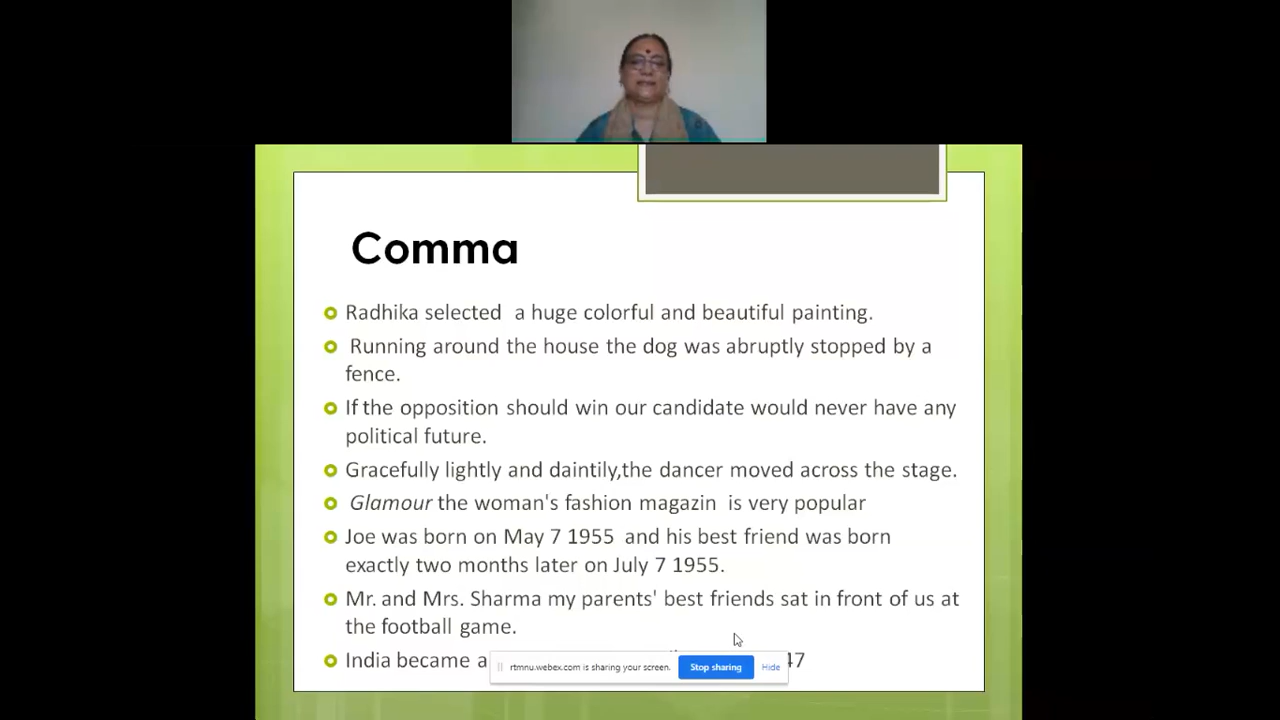 Comma
Radhika selected  a huge colorful and beautiful painting.
Running around the house the dog was abruptly stopped by a
fence.
If the opposition should win our candidate would never have any
political future.
Gracefully lightly and daintily,the dancer moved across the stage.
Glamour the woman's fashion magazin  is very popular
Joe was born on May 7 1955  and his best friend was born
exactly two months later on July 7 1955.
Mr. and Mrs. Sharma my parents' best friends sat in front of us at
the football game.
India became a 47
rtmnu.webex.com is sharing your screen. Stop sharing Hide